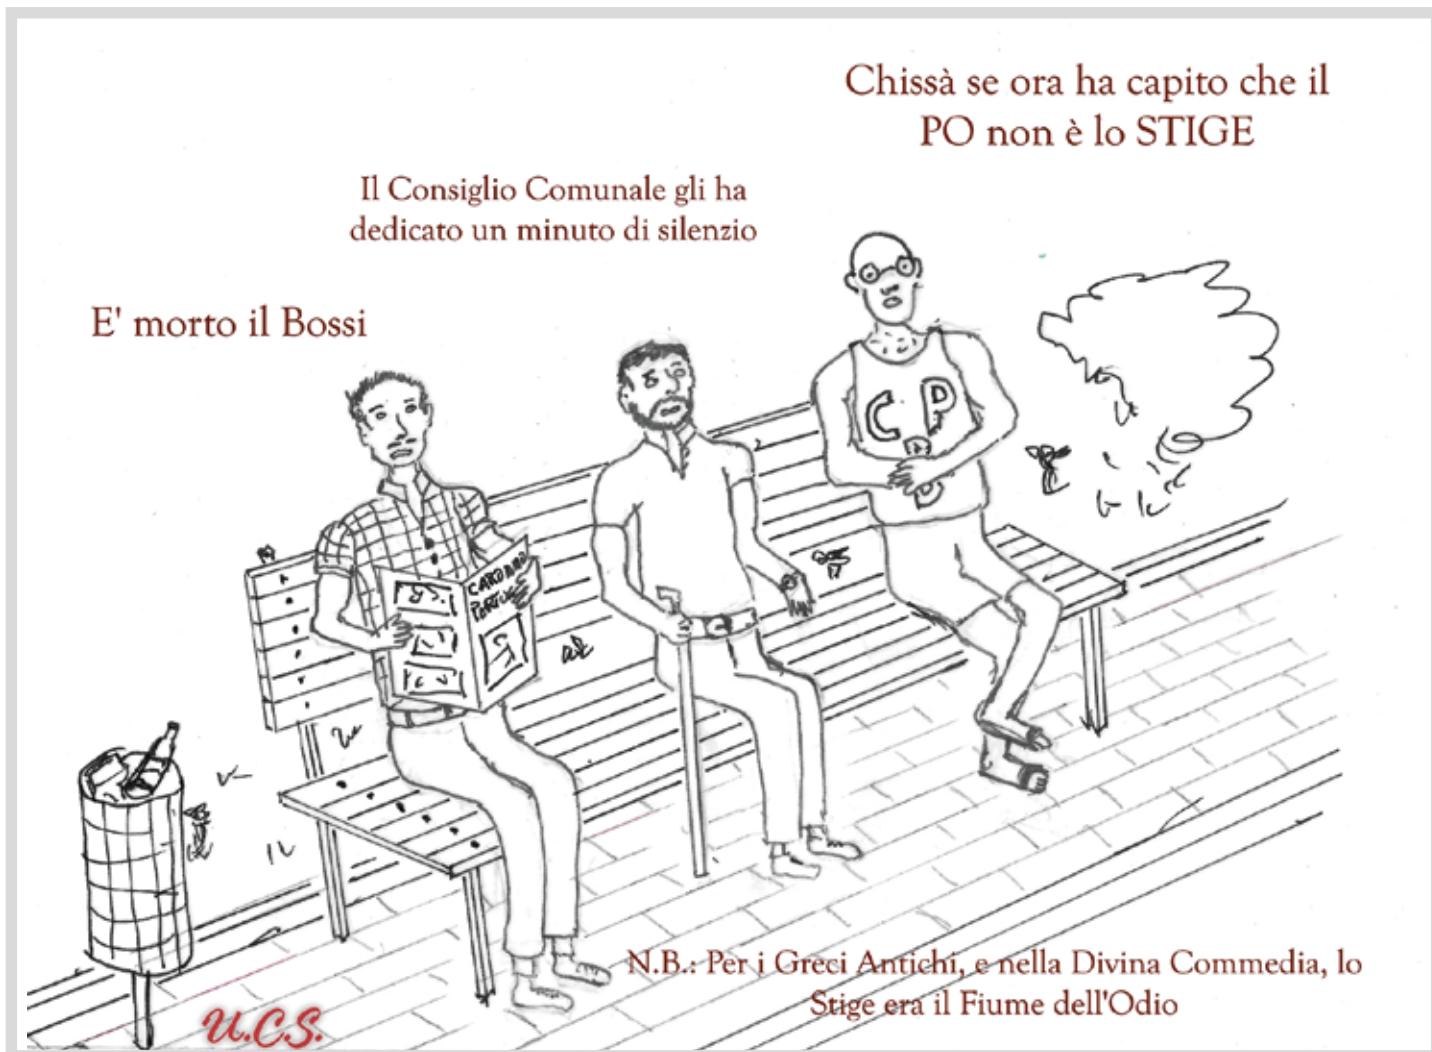 Chissà se ora ha capito che il
PO non è lo STIGE
Il Consiglio Comunale gli ha
dedicato un minuto di silenzio
E' morto il Bossi
C P
N.B.: Per i Greci Antichi, e nella Divina Commedia, lo
Stige era il Fiume dell'Odio
U.C.S.